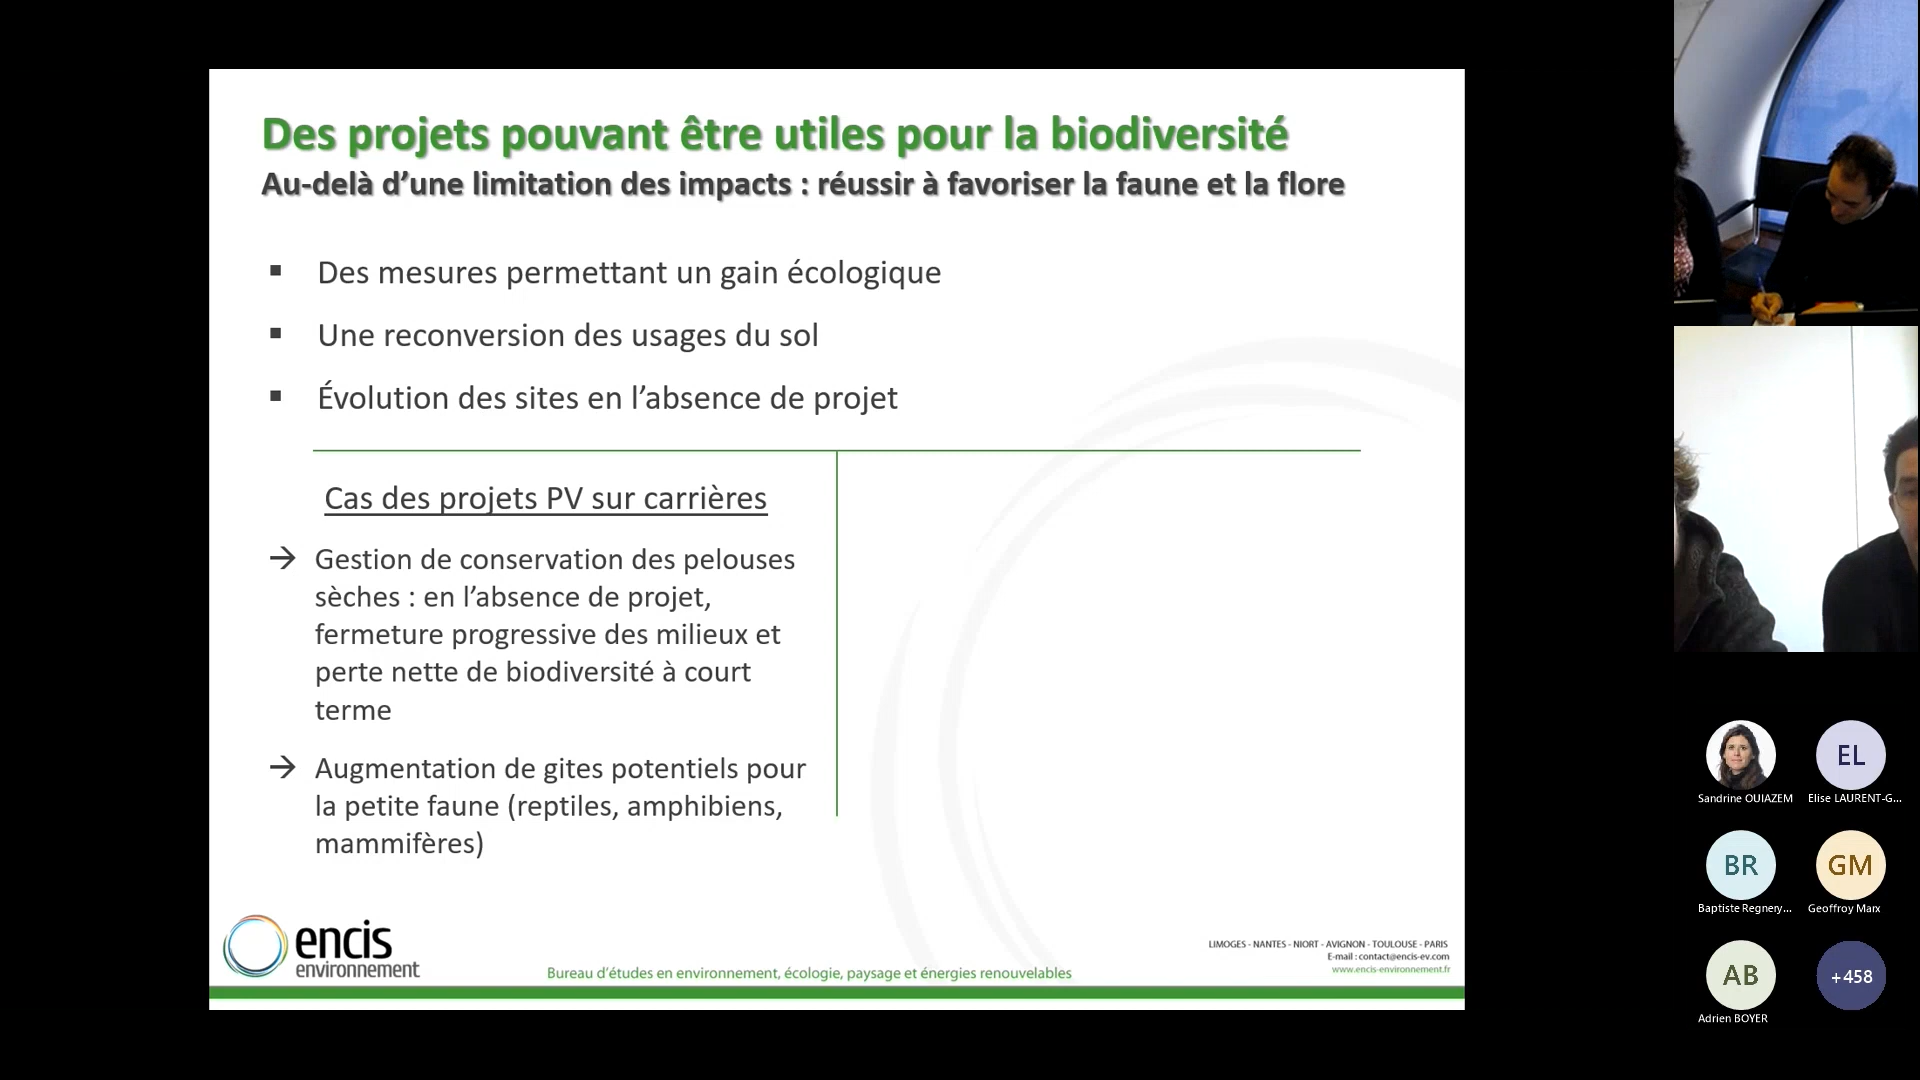 Des projets pouvant être utiles pour la biodiversité
Au-delà d’une limitation des impacts : réussir à favoriser la faune et la flore
▪ Des mesures permettant un gain écologique
▪ Une reconversion des usages du sol
▪ Évolution des sites en l’absence de projet
Cas des projets PV sur carrières
→ Gestion de conservation des pelouses
sèches : en l’absence de projet,
fermeture progressive des milieux et
perte nette de biodiversité à court
terme
→ Augmentation de gites potentiels pour
la petite faune (reptiles, amphibiens,
mammifères)
encis
environnement
Bureau d’études en environnement, écologie, paysage et énergies renouvelables
LIMOGES - NANTES - NIORT - AVIGNON - TOULOUSE - PARIS
E-mail : contact@encis-ev.com
www.encis-environnement.fr
Sandrine OUIAZEM
EL
Elise LAURENT-G...
BR
Baptiste Regnery...
GM
Geoffroy Marx
AB
Adrien BOYER
+458